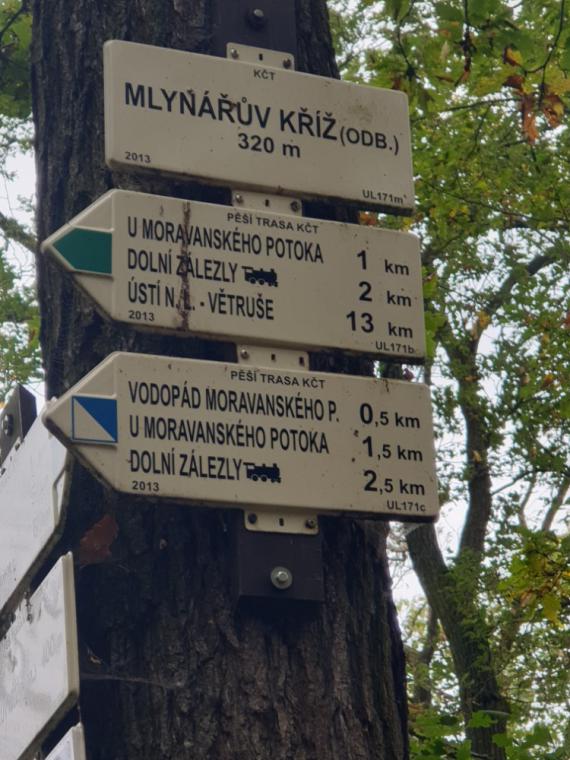 KČT
MLYNÁŘŮV KŘÍŽ (ODB.)
320 m
2013 UL171m
PĚŠÍ TRASA KČT
U MORAVANSKÉHO POTOKA 1 km
DOLNÍ ZÁLEZLY 2 km
ÚSTÍ N. L. - VĚTRUŠE 13 km
2013 UL171b
PĚŠÍ TRASA KČT
VODOPÁD MORAVANSKÉHO P. 0,5 km
U MORAVANSKÉHO POTOKA 1,5 km
DOLNÍ ZÁLEZLY 2,5 km
2013 UL171c